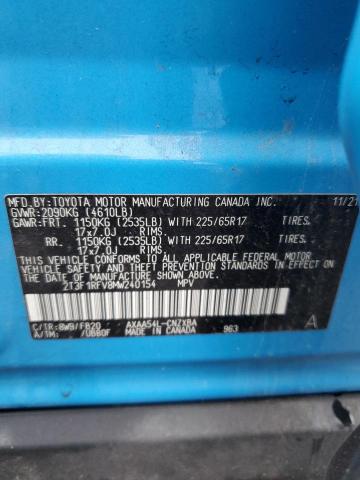 MFD.BY:TOYOTA MOTOR MANUFACTURING CANADA INC. 11/21
GVWR:2090KG (4610LB)
GAWR:FRT. 1150KG (2535LB) WITH 225/65R17 TIRES.
17x7.0J RIMS.
RR. 1150KG (2535LB) WITH 225/65R17 TIRES.
17x7.0J RIMS.
THIS VEHICLE CONFORMS TO ALL APPLICABLE FEDERAL MOTOR
VEHICLE SAFETY, BUMPER, AND THEFT PREVENTION STANDARDS IN
EFFECT ON THE DATE OF MANUFACTURE SHOWN ABOVE.
2T3F1RFV8MW240154 MPV
C/TR:8W9/FB20 AXAA54L-CNZXBA
A/TM: /UBB0F MADE IN CANADA 963 A